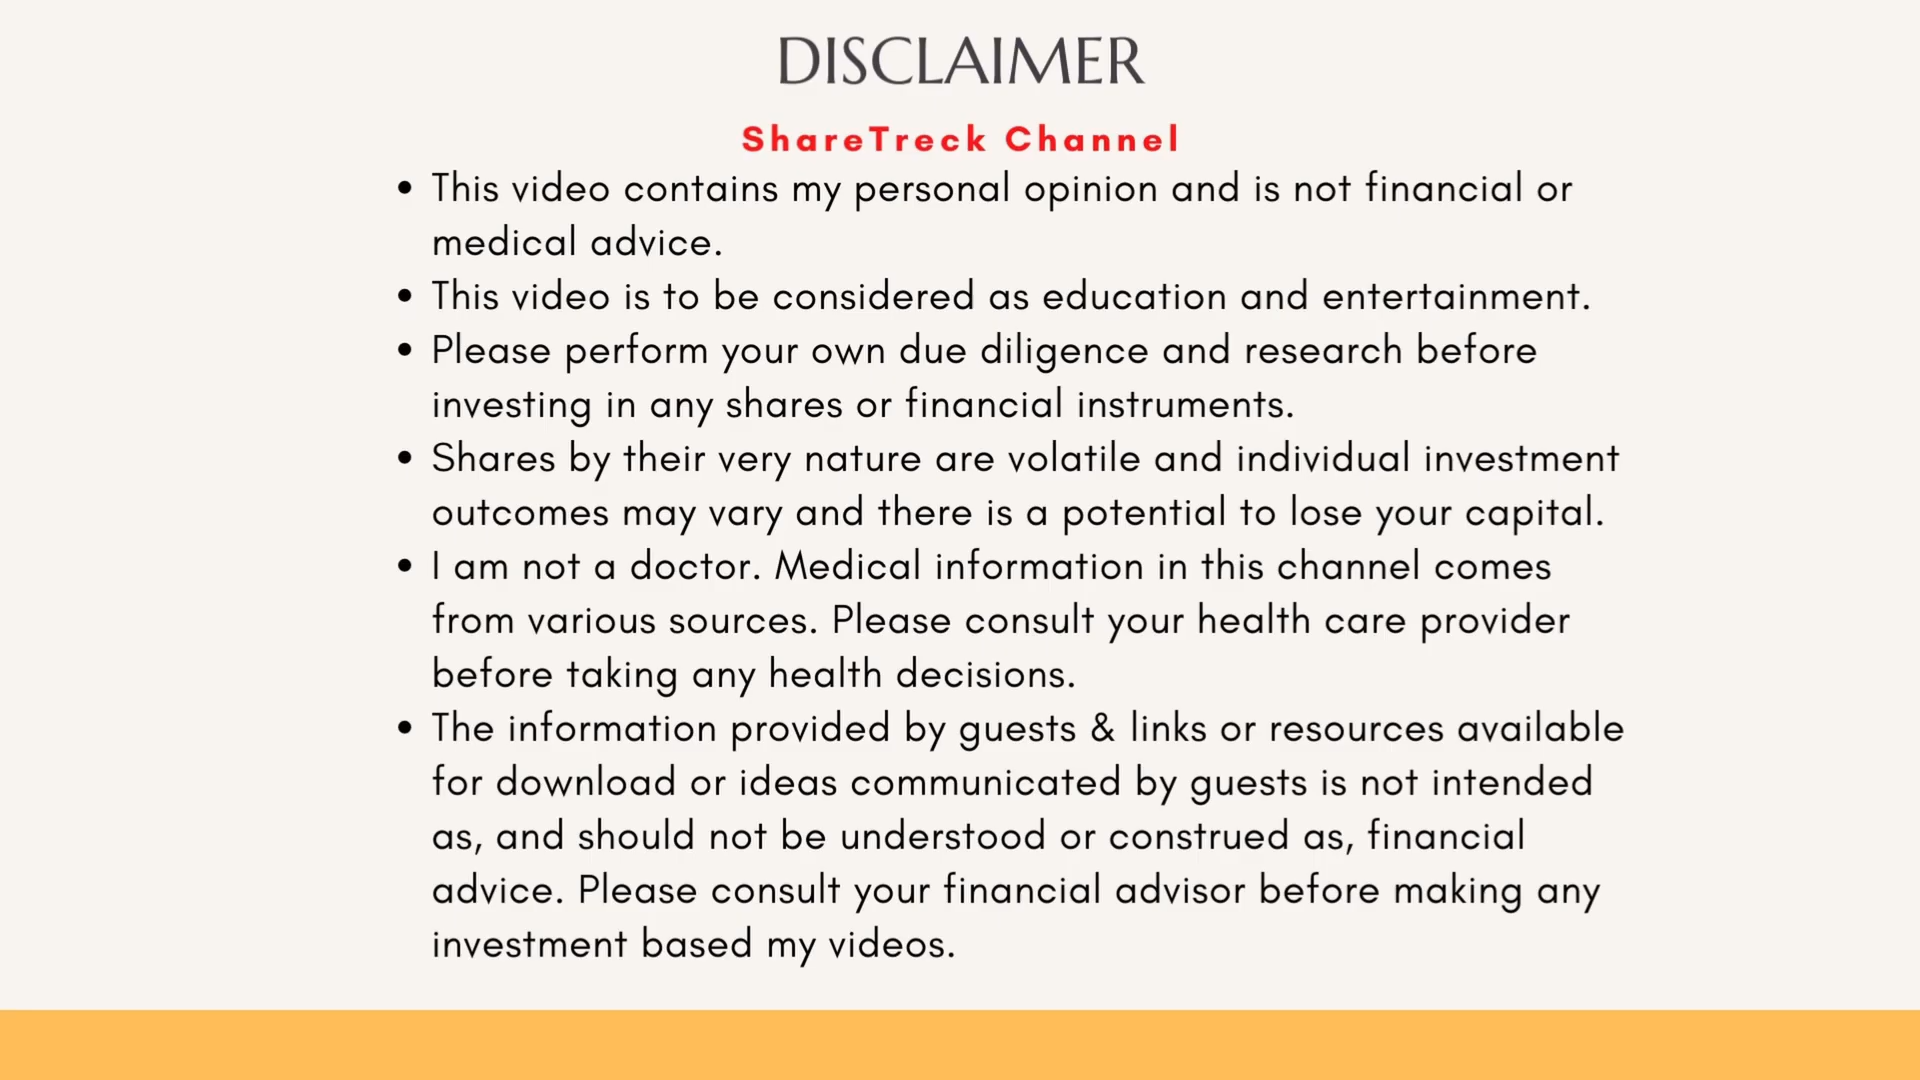 DISCLAIMER
ShareTreck Channel
• This video contains my personal opinion and is not financial or
medical advice.
• This video is to be considered as education and entertainment.
• Please perform your own due diligence and research before
investing in any shares or financial instruments.
• Shares by their very nature are volatile and individual investment
outcomes may vary and there is a potential to lose your capital.
• I am not a doctor. Medical information in this channel comes
from various sources. Please consult your health care provider
before taking any health decisions.
• The information provided by guests & links or resources available
for download or ideas communicated by guests is not intended
as, and should not be understood or construed as, financial
advice. Please consult your financial advisor before making any
investment based my videos.